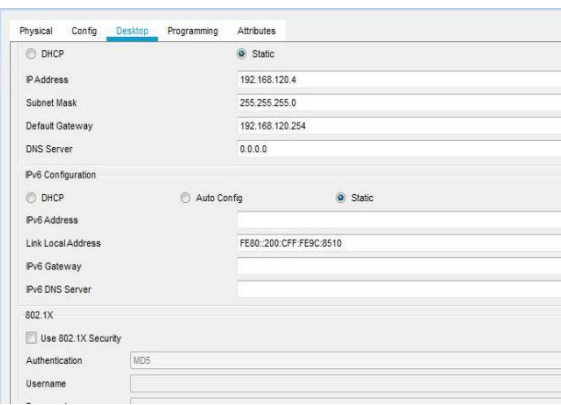 Physical Config Desktop Programming Attributes
DHCP Static
IP Address 192.168.120.4
Subnet Mask 255.255.255.0
Default Gateway 192.168.120.254
DNS Server 0.0.0.0
IPv6 Configuration
DHCP Auto Config Static
IPv6 Address
Link Local Address FE80::200:CFF:FE9C:8510
IPv6 Gateway
IPv6 DNS Server
802.1X
Use 802.1X Security
Authentication MD5
Username